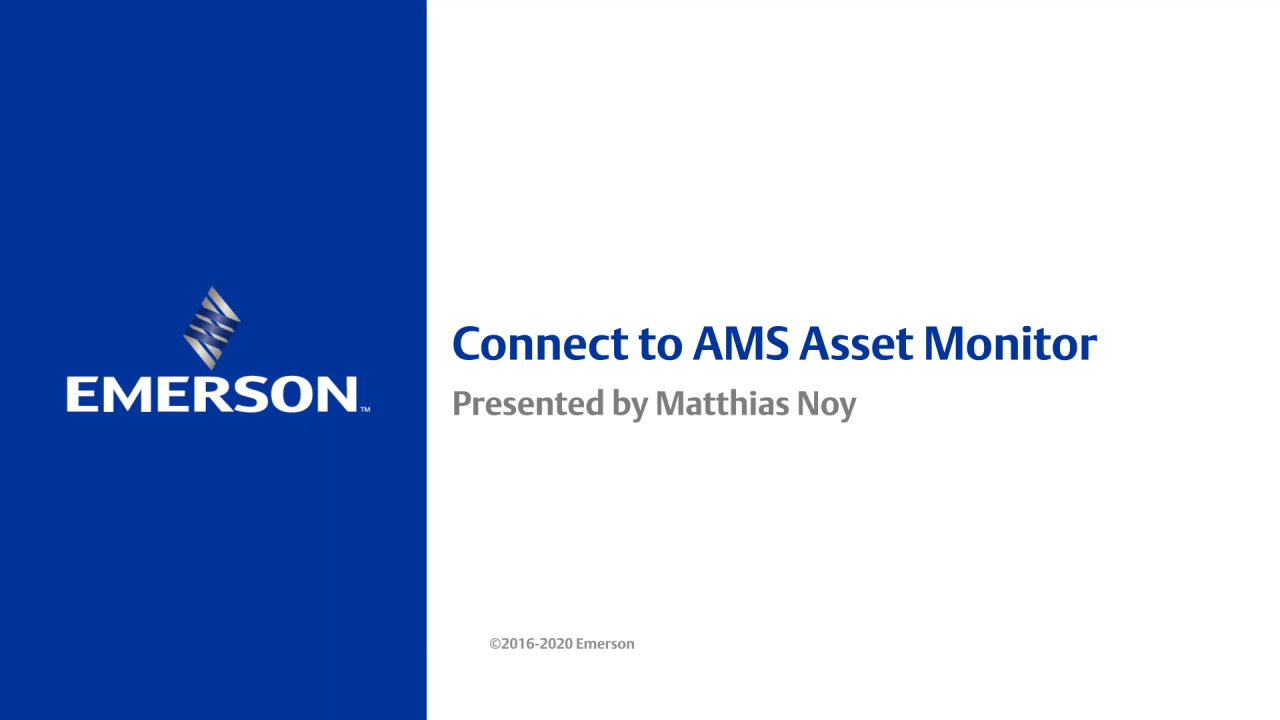 EMERSON™
Connect to AMS Asset Monitor
Presented by Matthias Noy
©2016-2020 Emerson